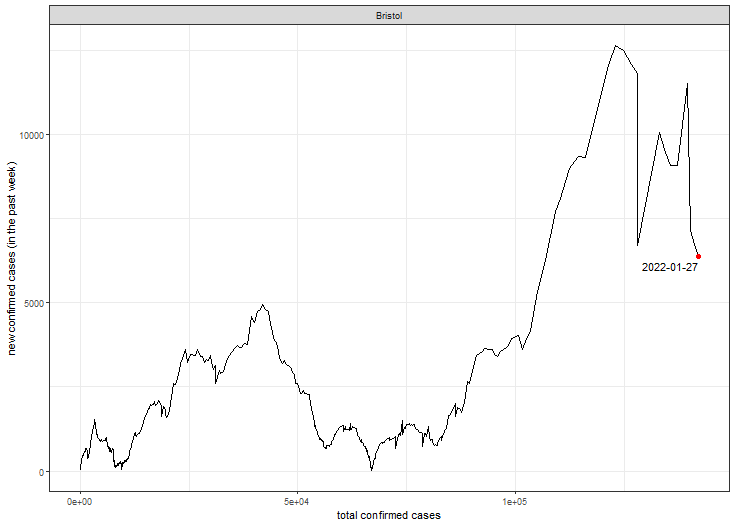 Bristol
new confirmed cases (in the past week)
10000
5000
0
2022-01-27
0e+00
5e+04
1e+05
total confirmed cases